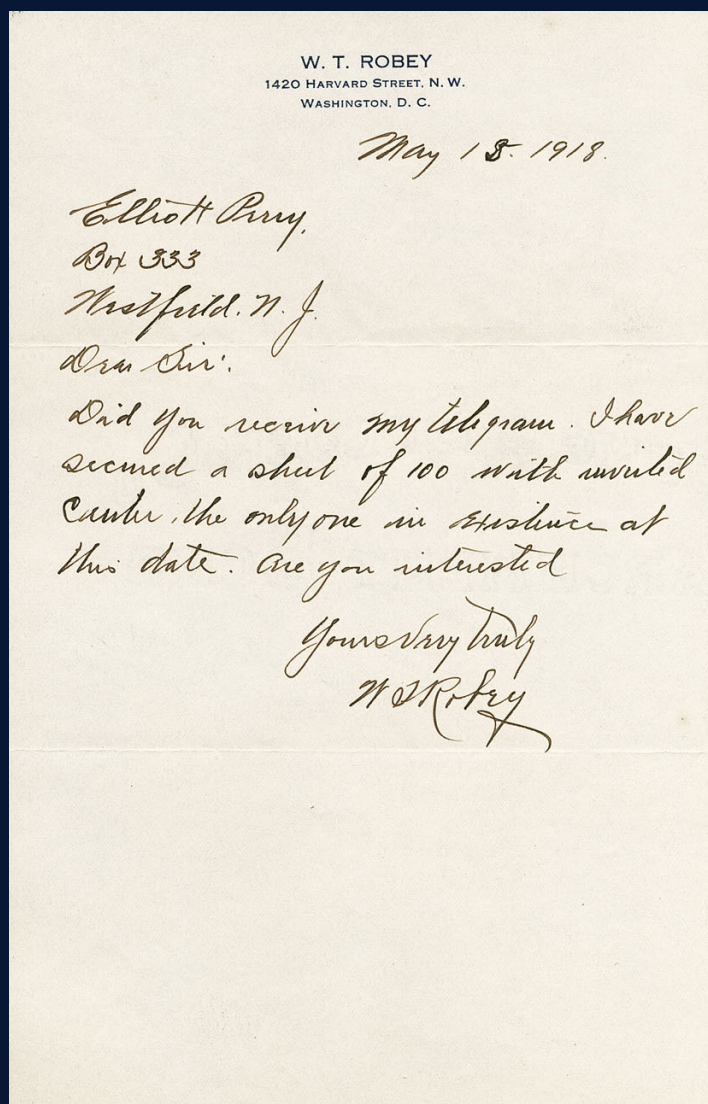 W. T. ROBEY
1420 HARVARD STREET, N. W.
WASHINGTON, D. C.
May 15. 1918.
Elliott Perry,
Box 333
Westfield. N. J.
Dear Sir:
Did you receive my telegram. I have
secured a sheet of 100 with inverted
center, the only one in existence at
this date. Are you interested
Yours Very Truly
W T Robey